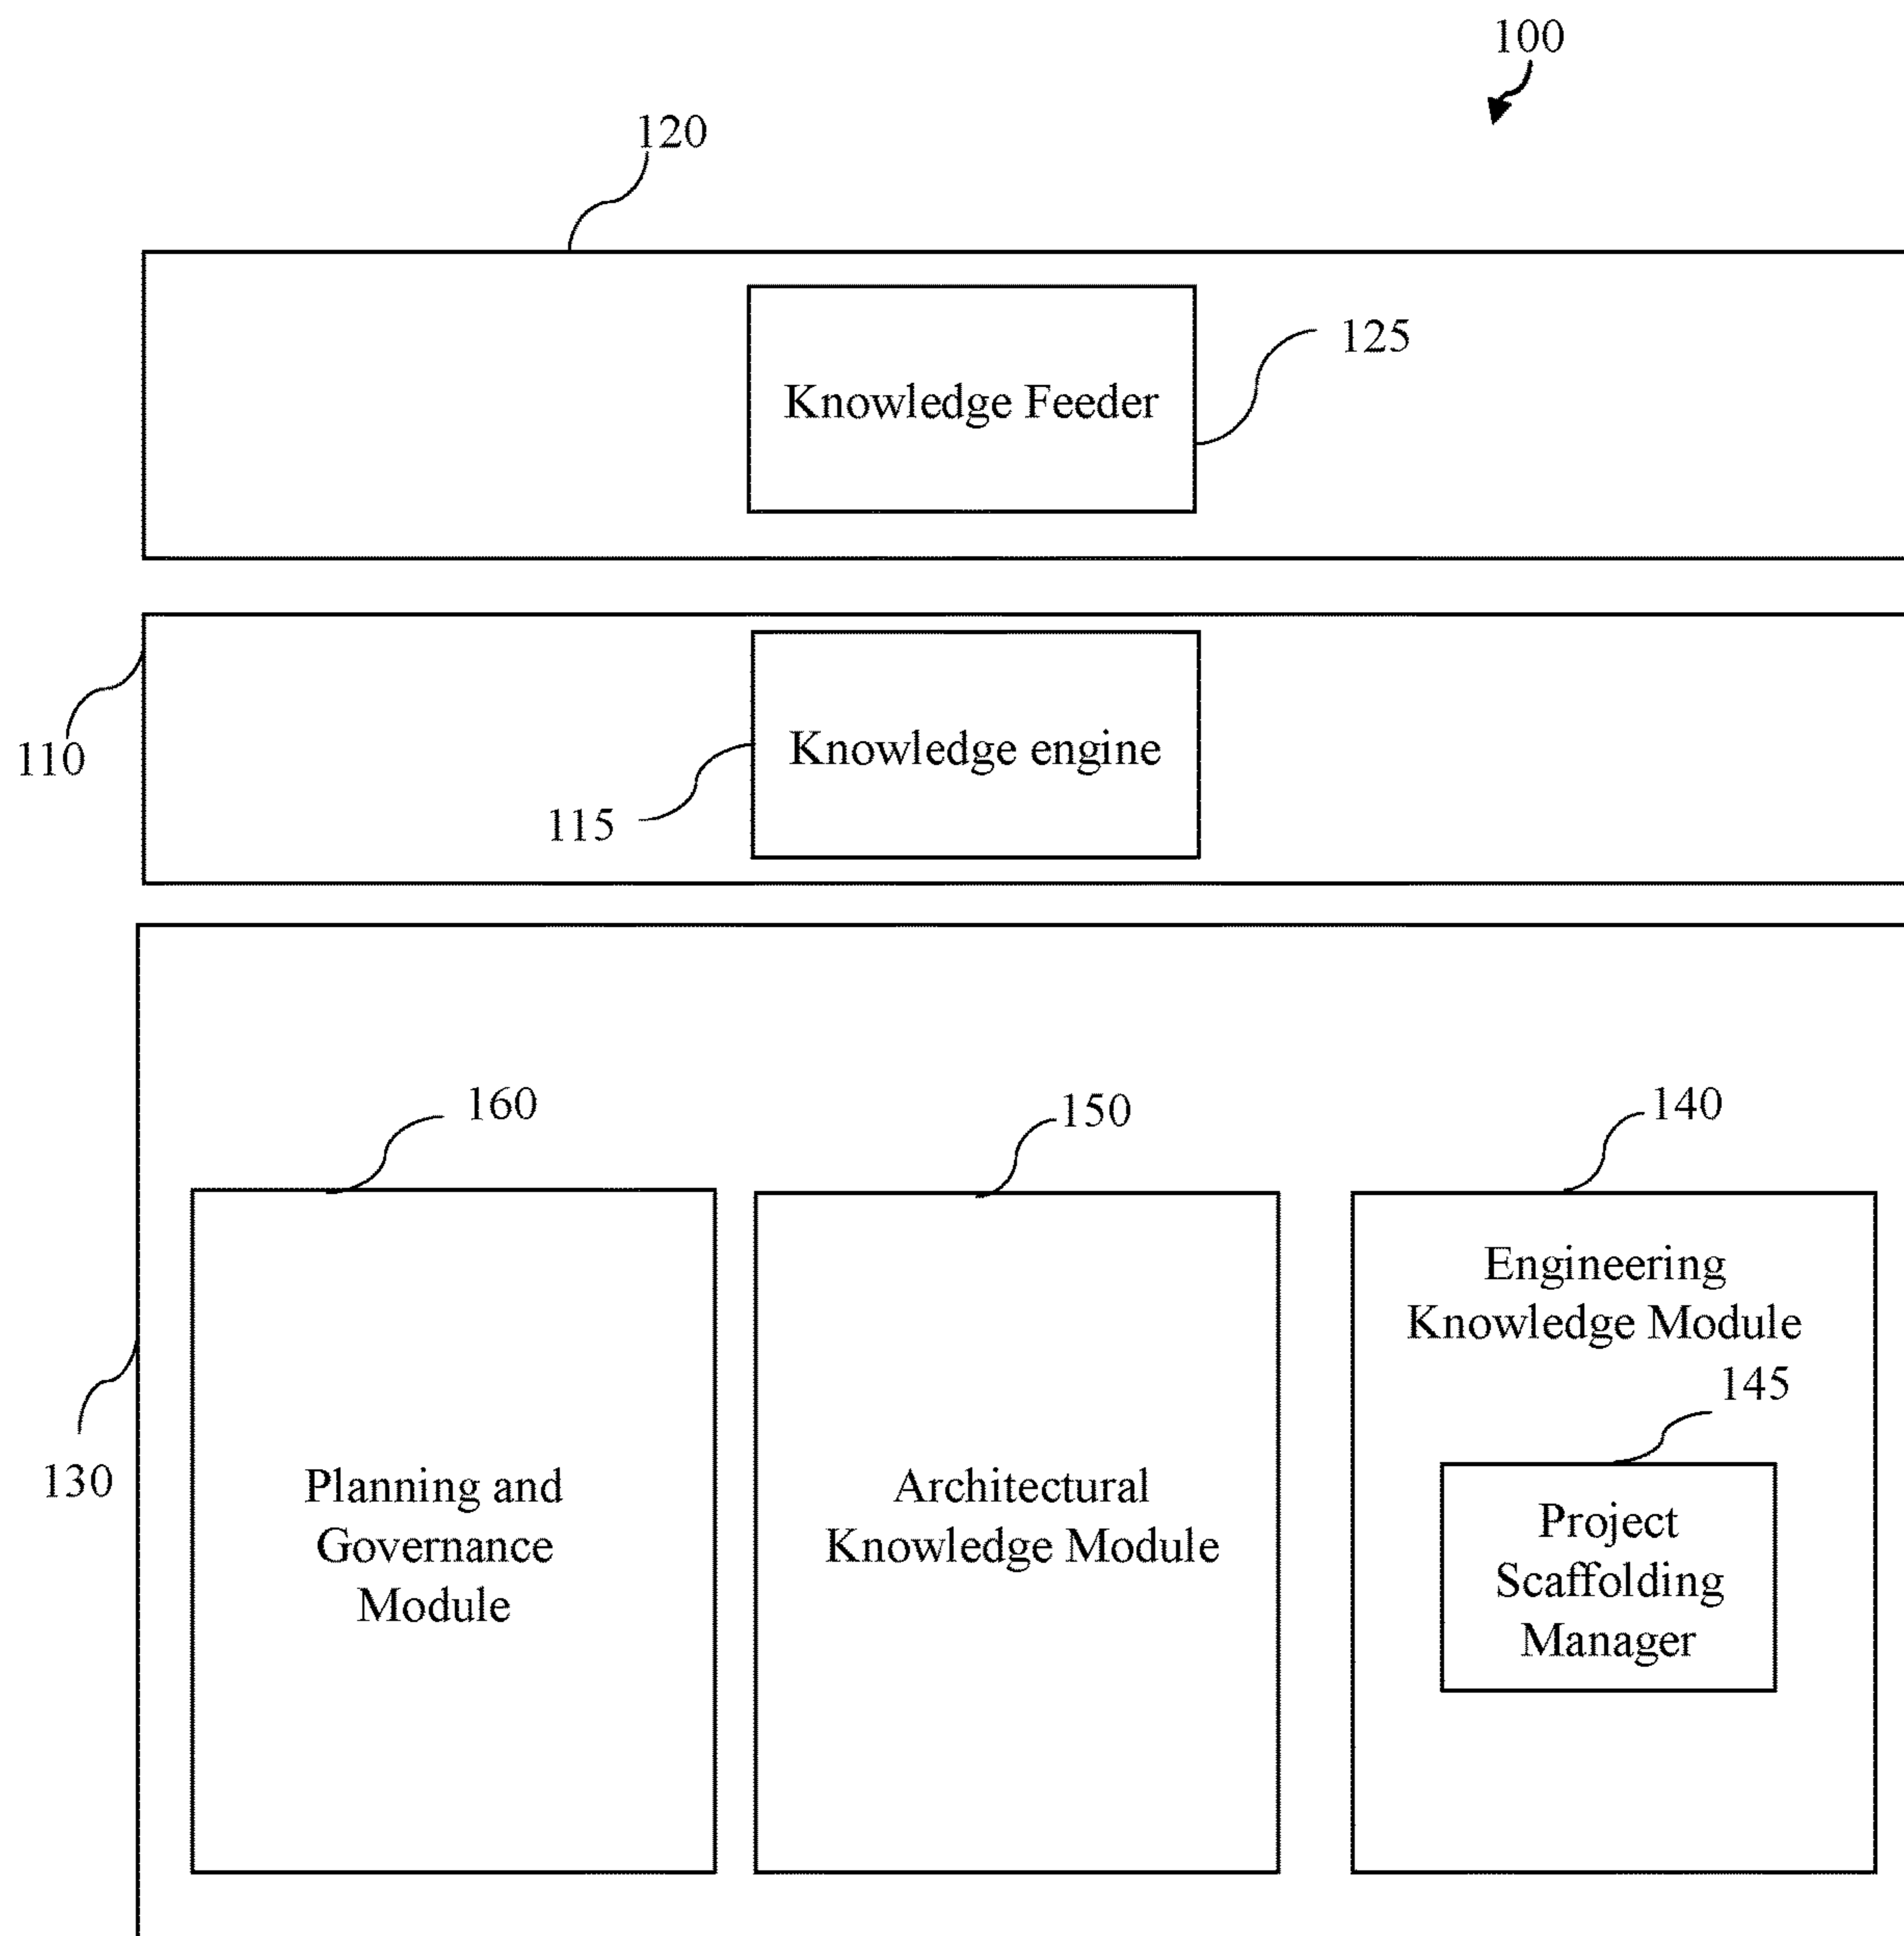 100
120
125
Knowledge Feeder
110
Knowledge engine
115
160
150
140
Engineering
Knowledge Module
145
130
Planning and
Governance
Module
Architectural
Knowledge Module
Project
Scaffolding
Manager